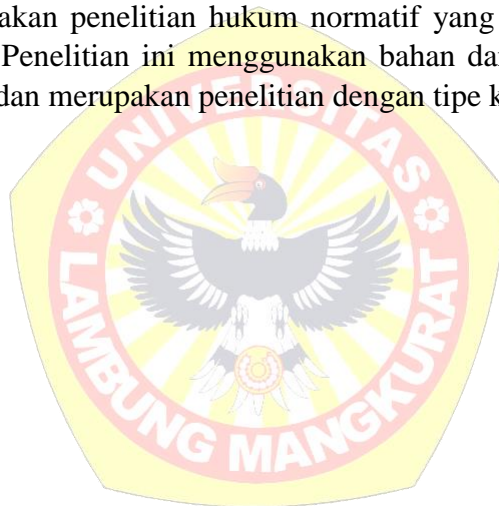 akan penelitian hukum normatif yang
Penelitian ini menggunakan bahan da
dan merupakan penelitian dengan tipe k
UNIVERSITAS
LAMBUNG MANGKURAT